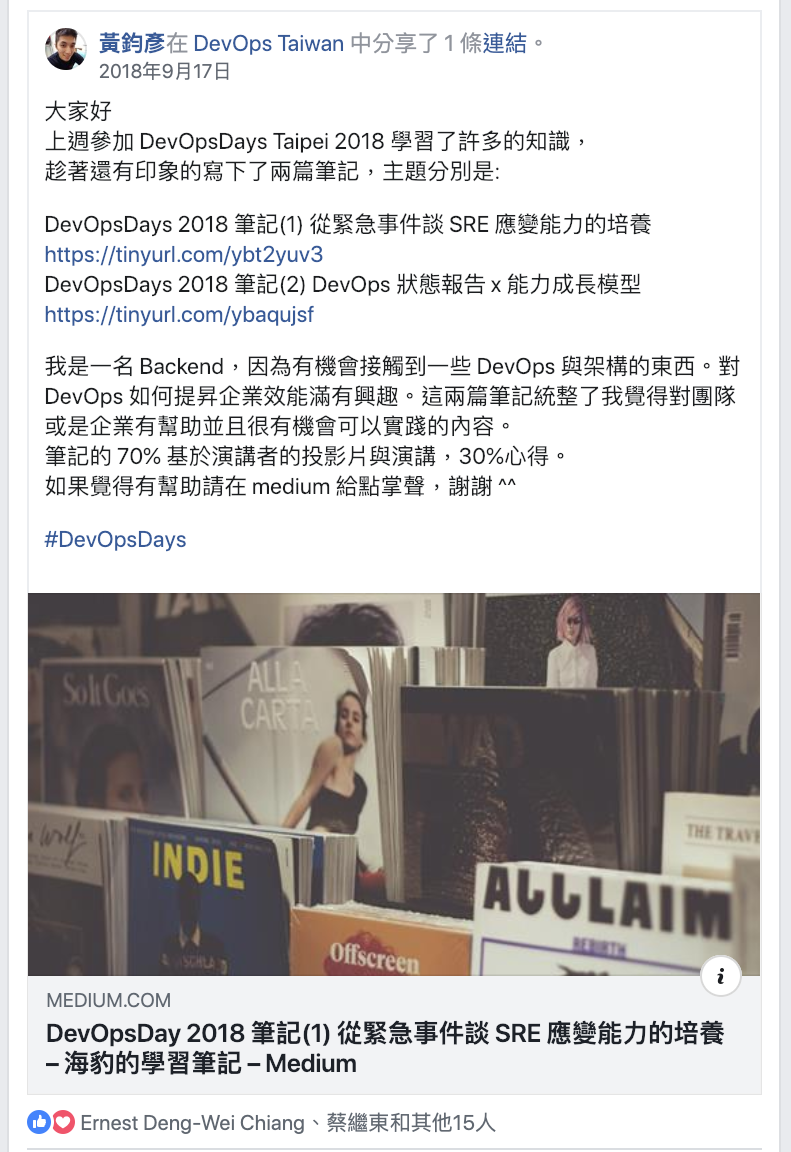 黃鈞彥在 DevOps Taiwan 中分享了 1 條連結。
2018年9月17日
大家好
上週參加 DevOpsDays Taipei 2018 學習了許多的知識，
趁著還有印象的寫下了兩篇筆記，主題分別是:
DevOpsDays 2018 筆記(1) 從緊急事件談 SRE 應變能力的培養
https://tinyurl.com/ybt2yuv3
DevOpsDays 2018 筆記(2) DevOps 狀態報告 x 能力成長模型
https://tinyurl.com/ybaqujsf
我是一名 Backend，因為有機會接觸到一些 DevOps 與架構的東西。對
DevOps 如何提昇企業效能滿有興趣。這兩篇筆記統整了我覺得對團隊
或是企業有幫助並且很有機會可以實踐的內容。
筆記的 70% 基於演講者的投影片與演講，30%心得。
如果覺得有幫助請在 medium 給點掌聲，謝謝 ^^
#DevOpsDays
So It Goes
ALLA
CARTA
THE TRAVE
INDIE
ACCLAIM
REBIRTH
Offscreen
MEDIUM.COM
DevOpsDay 2018 筆記(1) 從緊急事件談 SRE 應變能力的培養
– 海豹的學習筆記 – Medium
Ernest Deng-Wei Chiang、蔡繼東和其他15人